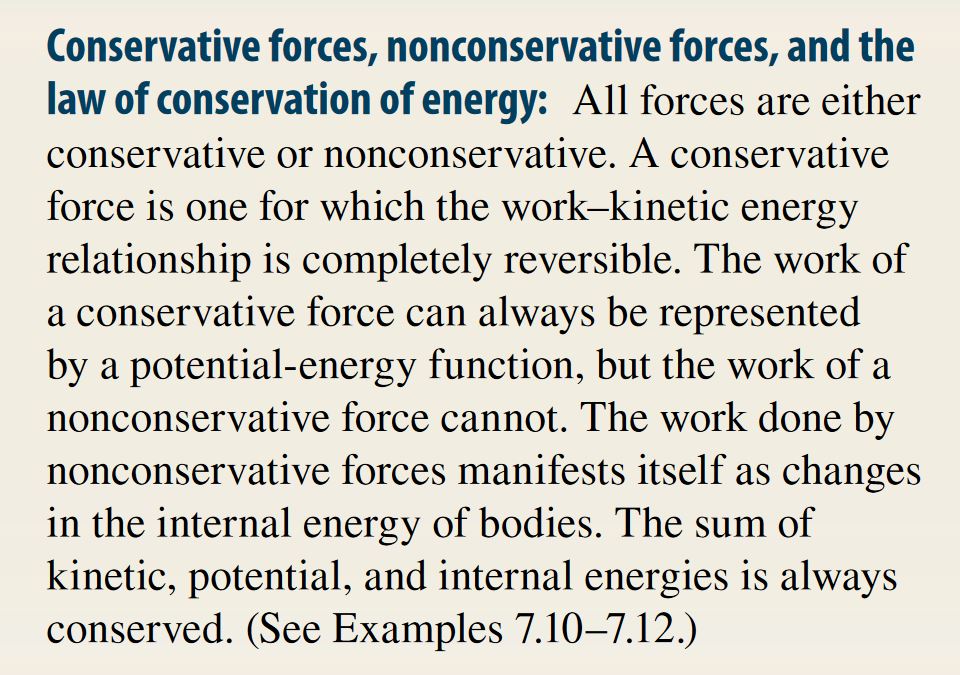 Conservative forces, nonconservative forces, and the
law of conservation of energy: All forces are either
conservative or nonconservative. A conservative
force is one for which the work–kinetic energy
relationship is completely reversible. The work of
a conservative force can always be represented
by a potential-energy function, but the work of a
nonconservative force cannot. The work done by
nonconservative forces manifests itself as changes
in the internal energy of bodies. The sum of
kinetic, potential, and internal energies is always
conserved. (See Examples 7.10–7.12.)